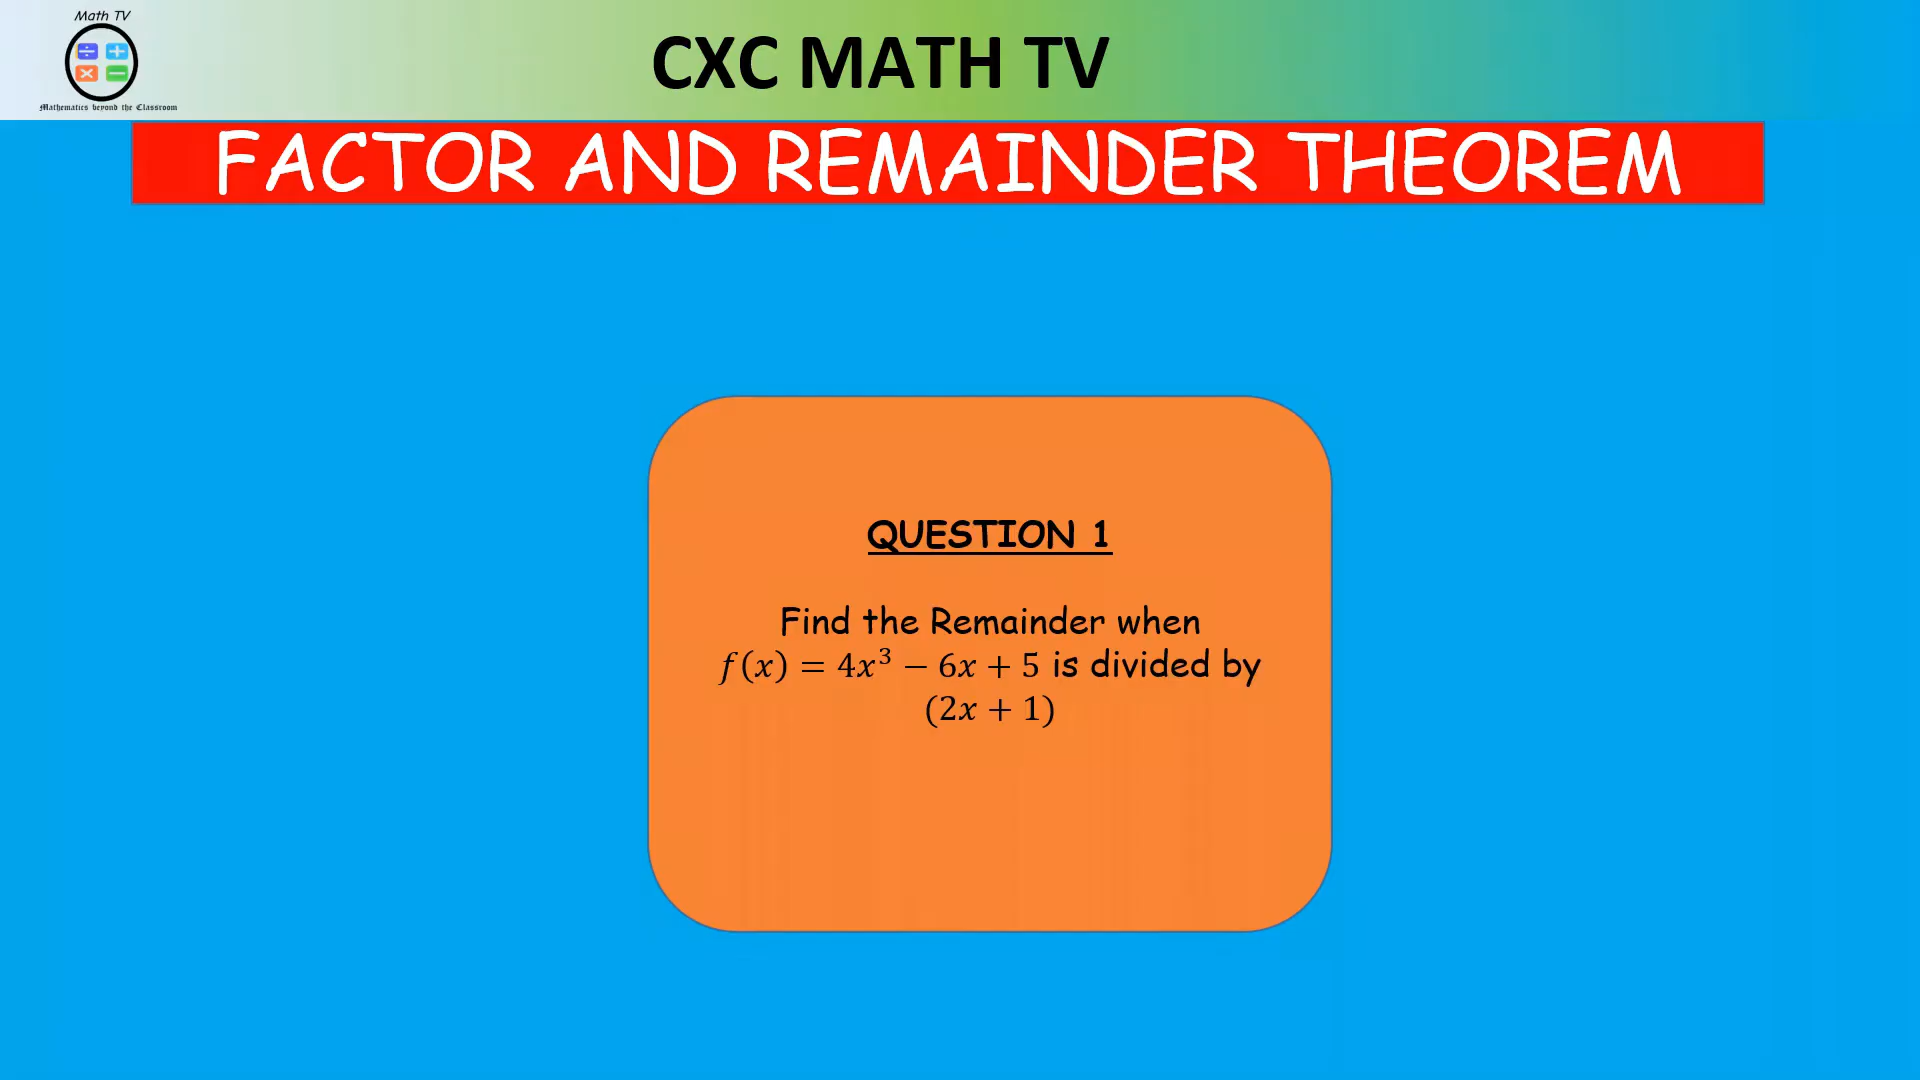 Math TV
Mathematics beyond the Classroom
CXC MATH TV
FACTOR AND REMAINDER THEOREM
QUESTION 1
Find the Remainder when
𝑓(𝑥) = 4𝑥³ − 6𝑥 + 5 is divided by
(2𝑥 + 1)